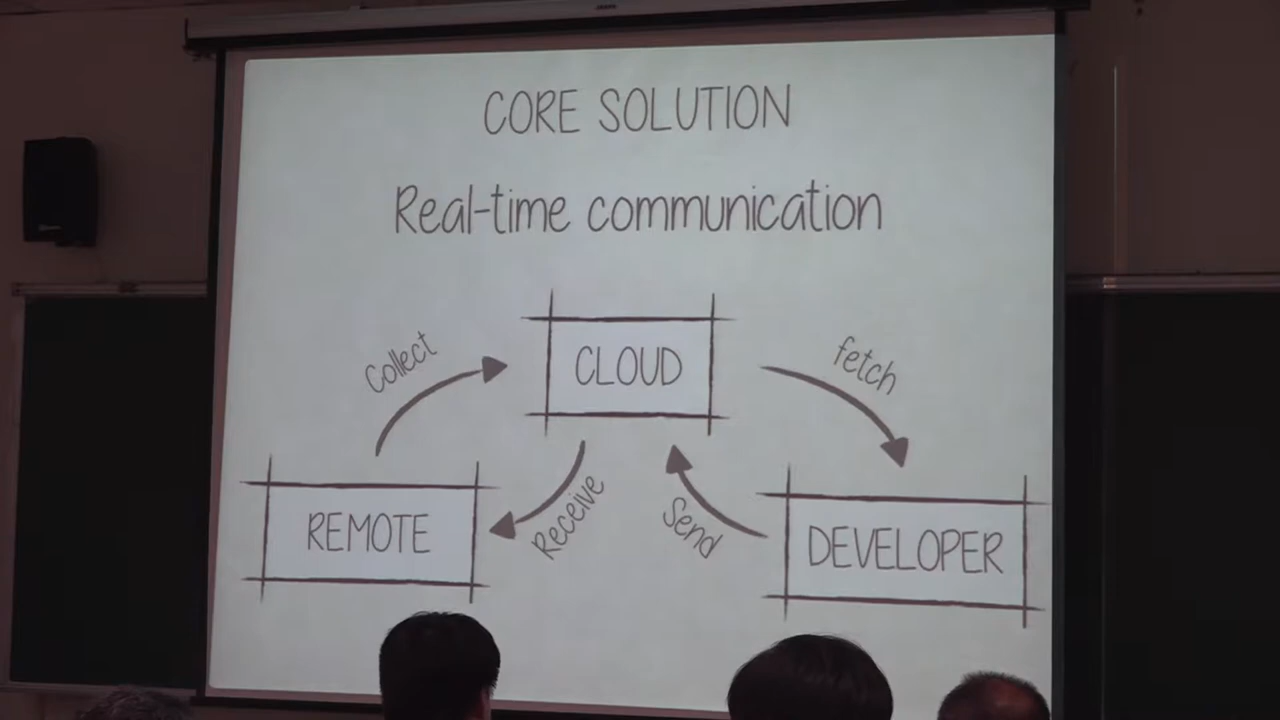 CORE SOLUTION
Real-time communication
Collect
CLOUD
fetch
REMOTE
Receive
Send
DEVELOPER